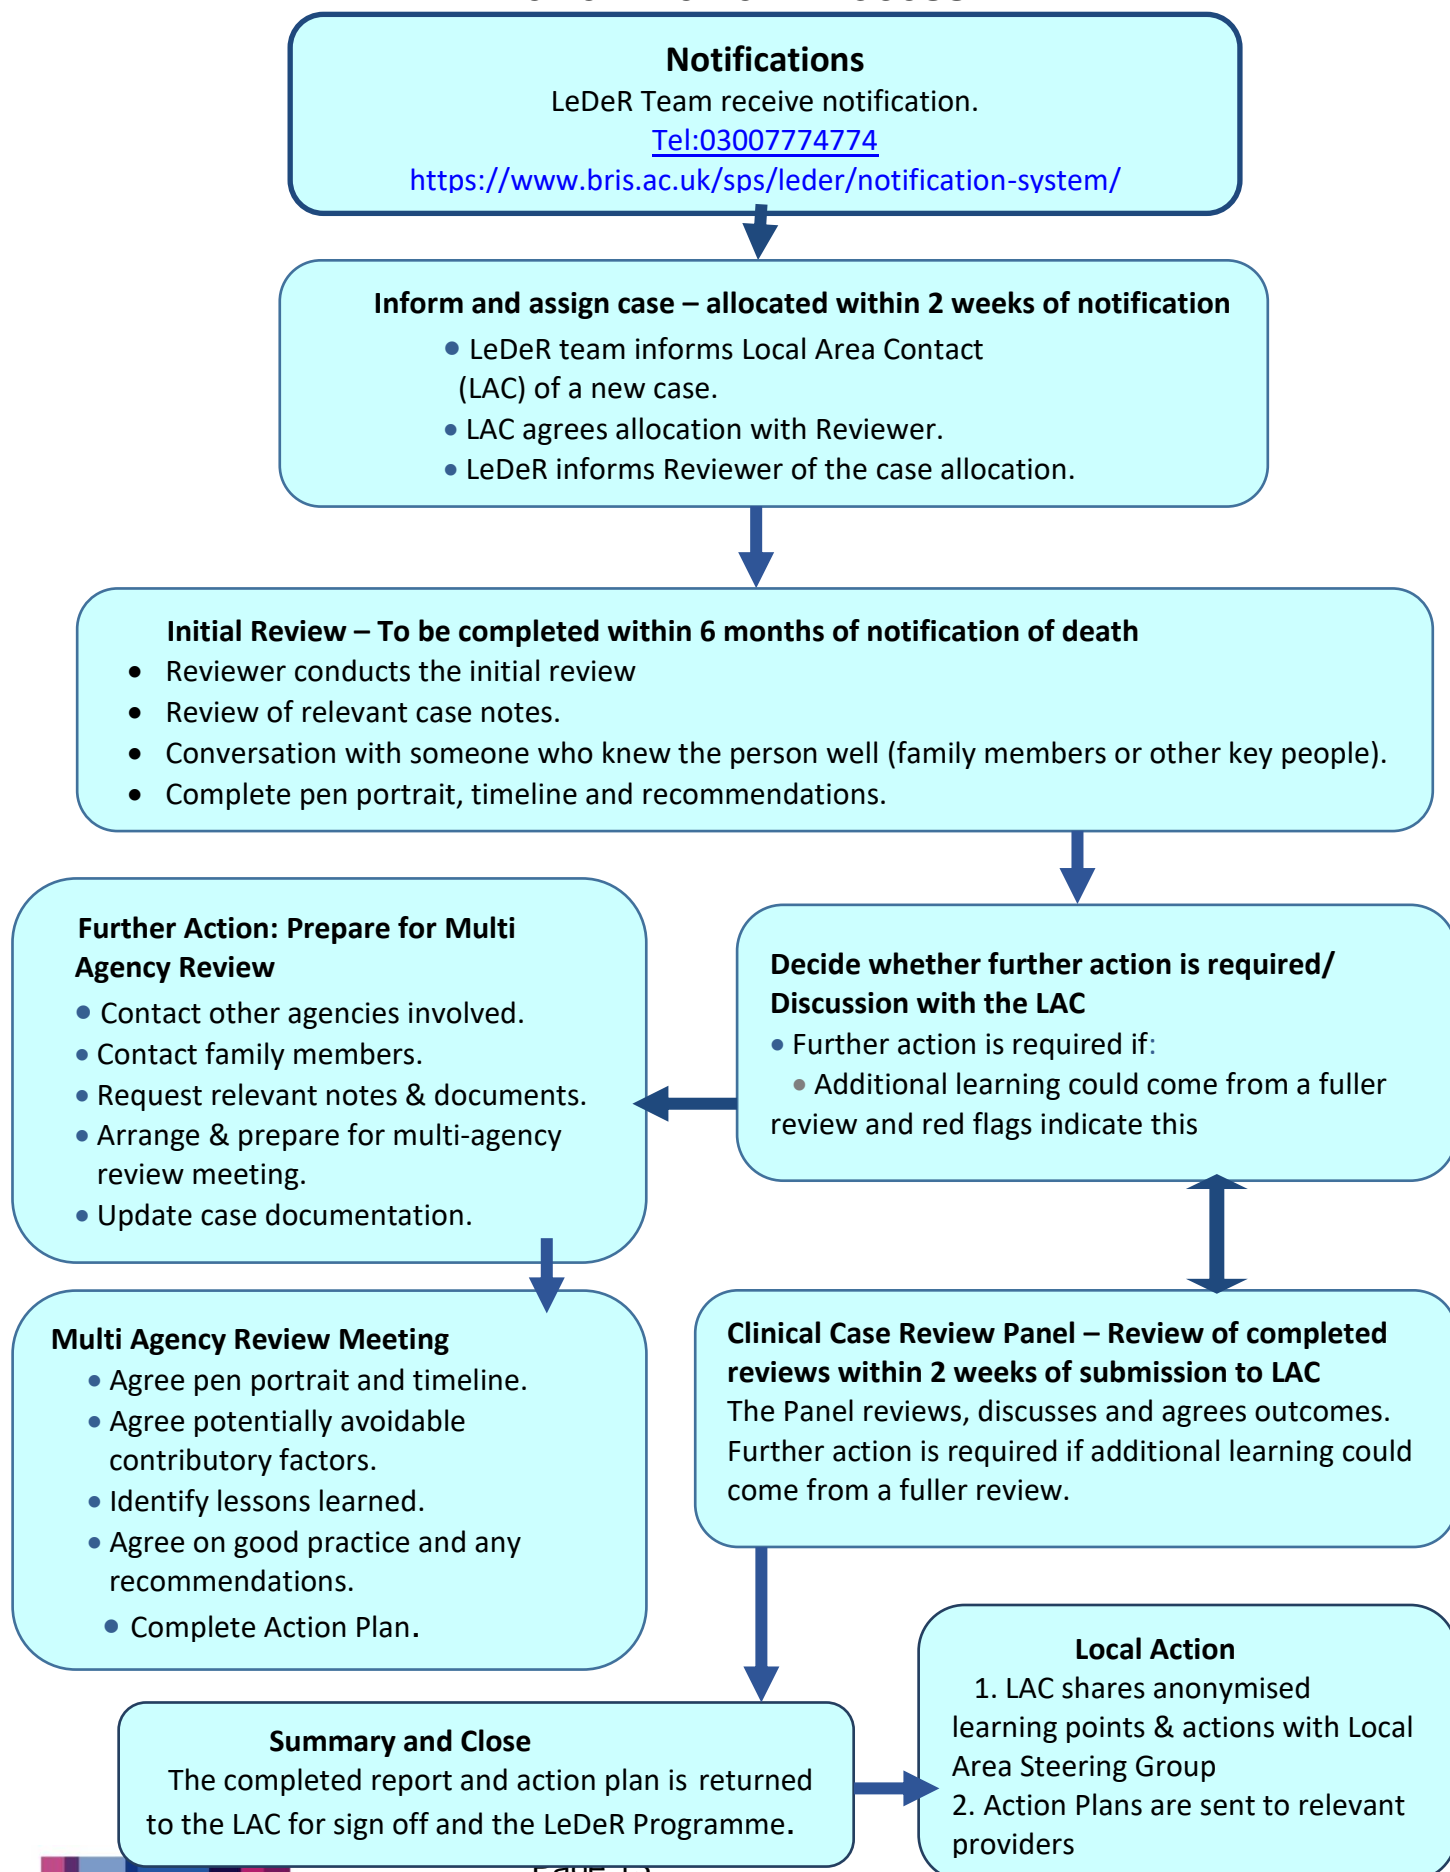 Notifications
LeDeR Team receive notification.
Tel:03007774774
https://www.bris.ac.uk/sps/leder/notification-system/
Inform and assign case – allocated within 2 weeks of notification
• LeDeR team informs Local Area Contact
(LAC) of a new case.
• LAC agrees allocation with Reviewer.
• LeDeR informs Reviewer of the case allocation.
Initial Review – To be completed within 6 months of notification of death
• Reviewer conducts the initial review
• Review of relevant case notes.
• Conversation with someone who knew the person well (family members or other key people).
• Complete pen portrait, timeline and recommendations.
Decide whether further action is required/
Discussion with the LAC
• Further action is required if:
• Additional learning could come from a fuller
review and red flags indicate this
Further Action: Prepare for Multi
Agency Review
• Contact other agencies involved.
• Contact family members.
• Request relevant notes & documents.
• Arrange & prepare for multi-agency
review meeting.
• Update case documentation.
Multi Agency Review Meeting
• Agree pen portrait and timeline.
• Agree potentially avoidable
contributory factors.
• Identify lessons learned.
• Agree on good practice and any
recommendations.
• Complete Action Plan.
Clinical Case Review Panel – Review of completed
reviews within 2 weeks of submission to LAC
The Panel reviews, discusses and agrees outcomes.
Further action is required if additional learning could
come from a fuller review.
Summary and Close
The completed report and action plan is returned
to the LAC for sign off and the LeDeR Programme.
Local Action
1. LAC shares anonymised
learning points & actions with Local
Area Steering Group
2. Action Plans are sent to relevant
providers